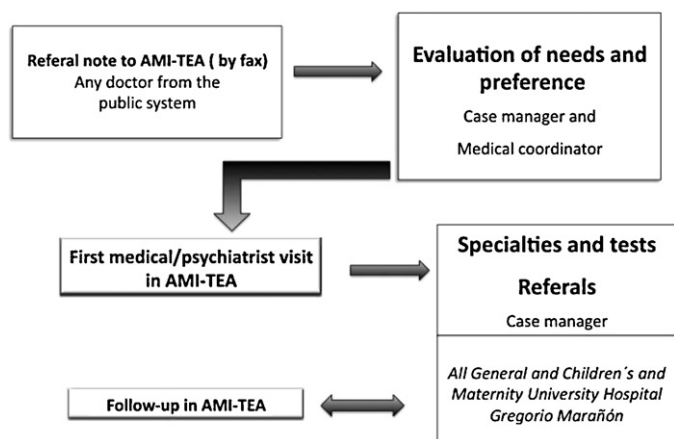 Referal note to AMI-TEA ( by fax)
Any doctor from the
public system
Evaluation of needs and
preference
Case manager and
Medical coordinator
First medical/psychiatrist visit
in AMI-TEA
Specialties and tests
Referrals
Case manager
All General and Children´s and
Maternity University Hospital
Gregorio Marañón
Follow-up in AMI-TEA